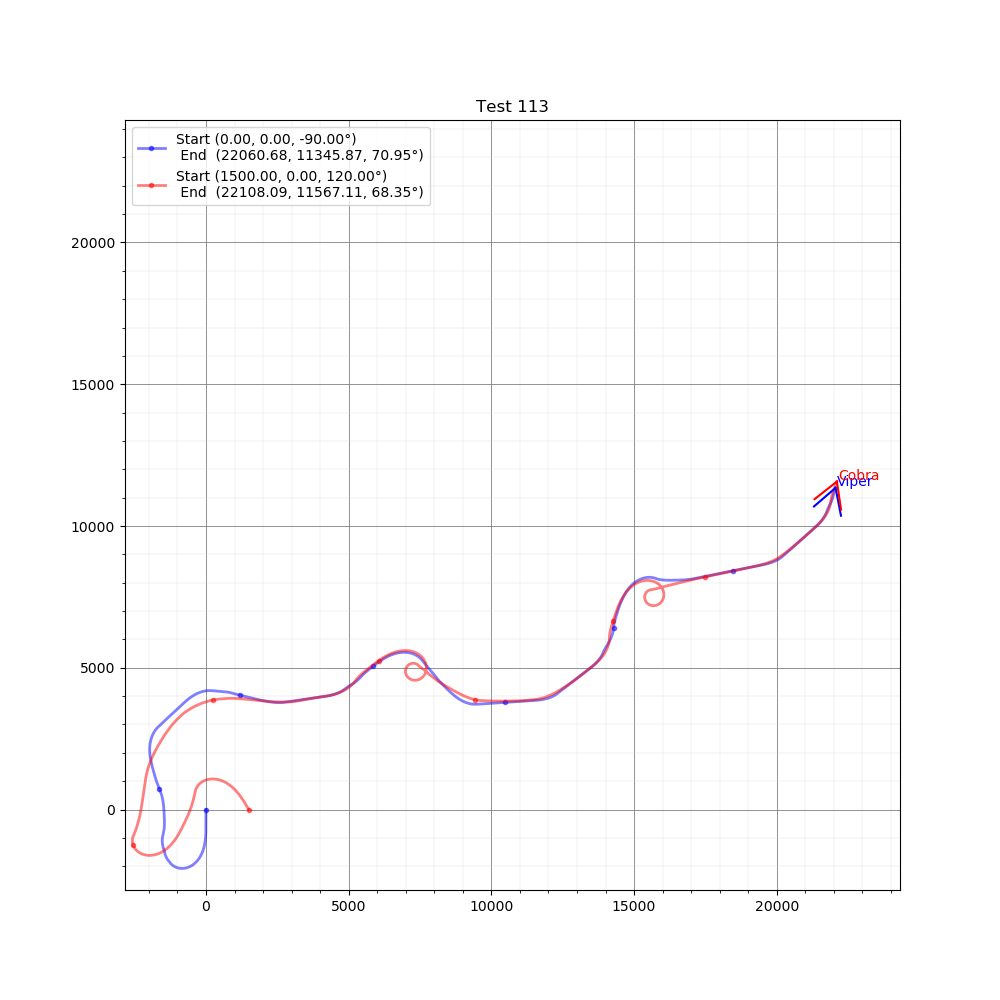 Test 113
Start (0.00, 0.00, -90.00°)
End (22060.68, 11345.87, 70.95°)
Start (1500.00, 0.00, 120.00°)
End (22108.09, 11567.11, 68.35°)
20000
15000
Cobra
Viper
10000
5000
0
0 5000 10000 15000 20000